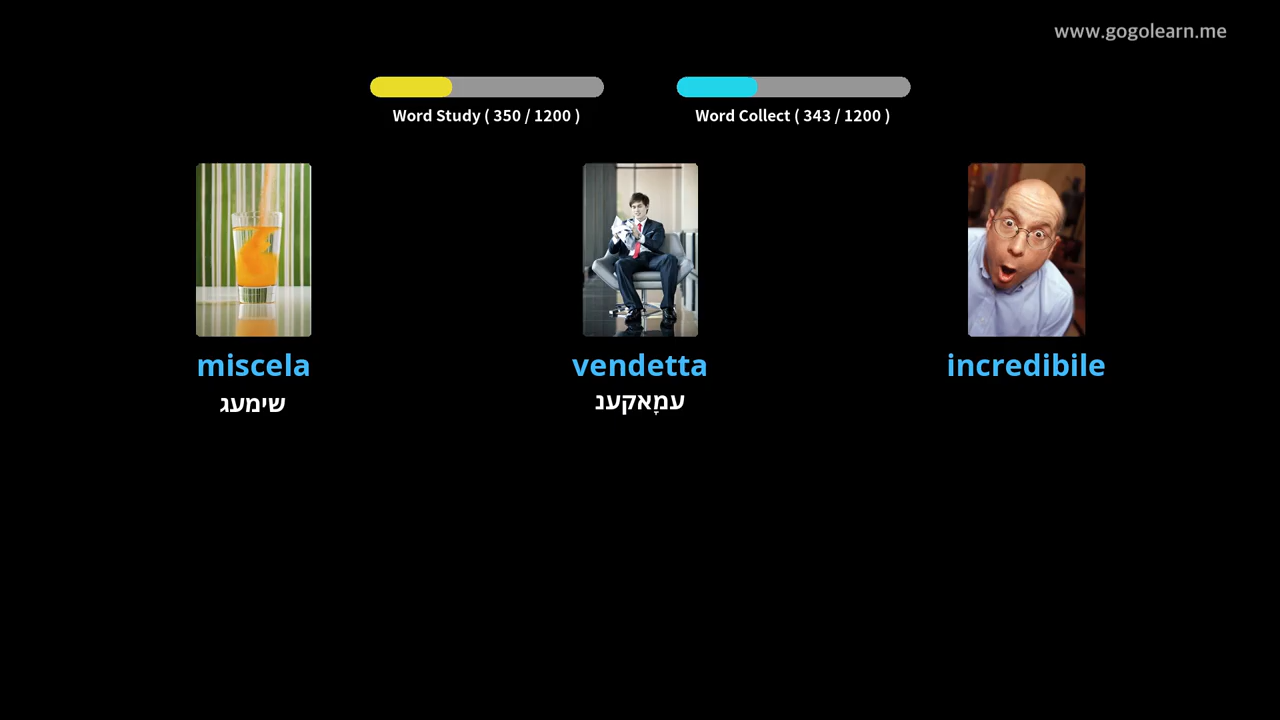 www.gogolearn.me
Word Study ( 350 / 1200 )
Word Collect ( 343 / 1200 )
miscela
שימעג
vendetta
עמָאקענ
incredibile